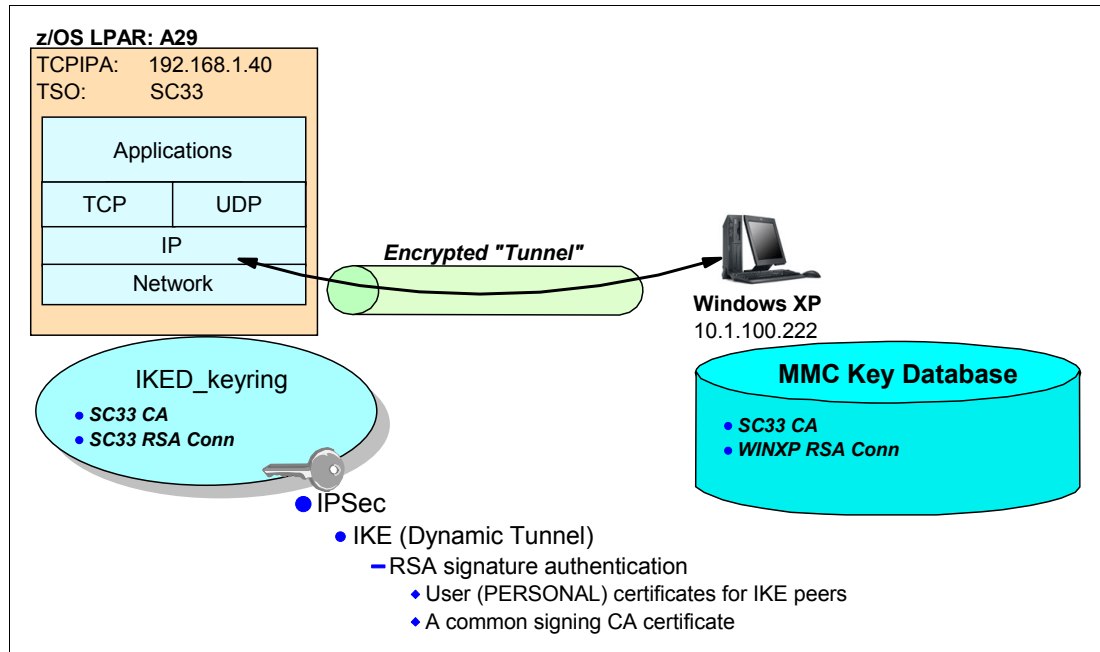 z/OS LPAR: A29
TCPIPA: 192.168.1.40
TSO: SC33
Applications
TCP UDP
IP
Network
Encrypted "Tunnel"
Windows XP
10.1.100.222
IKED_keyring
• SC33 CA
• SC33 RSA Conn
MMC Key Database
• SC33 CA
• WINXP RSA Conn
• IPSec
• IKE (Dynamic Tunnel)
– RSA signature authentication
◆ User (PERSONAL) certificates for IKE peers
◆ A common signing CA certificate